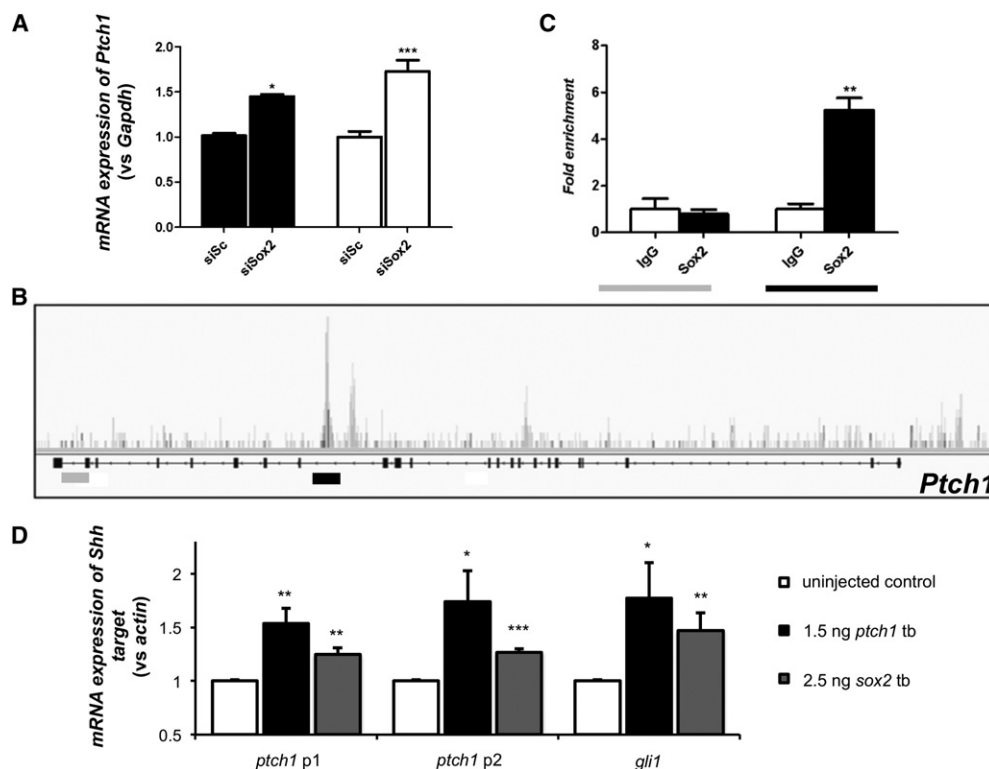 A
mRNA expression of Ptch1
(vs Gapdh)
2.0
1.5
1.0
0.5
0.0
*
***
siSc
siSox2
siSc
siSox2
C
Fold enrichment
8
6
4
2
0
**
IgG
Sox2
IgG
Sox2
B
Ptch1
D
mRNA expression of Shh
target
(vs actin)
2
1.5
1
0.5
**
**
*
***
*
**
ptch1 p1
ptch1 p2
gli1
uninjected control
1.5 ng ptch1 tb
2.5 ng sox2 tb